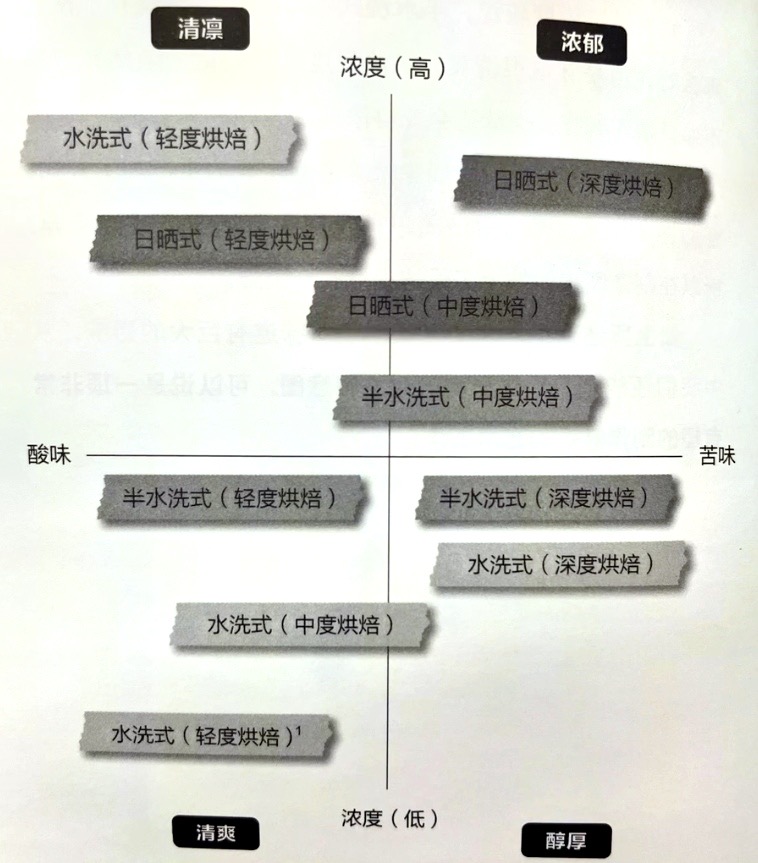 清凛
浓郁
浓度（高）
水洗式（轻度烘焙）
日晒式（深度烘焙）
日晒式（轻度烘焙）
日晒式（中度烘焙）
半水洗式（中度烘焙）
酸味
苦味
半水洗式（轻度烘焙）
半水洗式（深度烘焙）
水洗式（深度烘焙）
水洗式（中度烘焙）
水洗式（轻度烘焙）¹
浓度（低）
清爽
醇厚